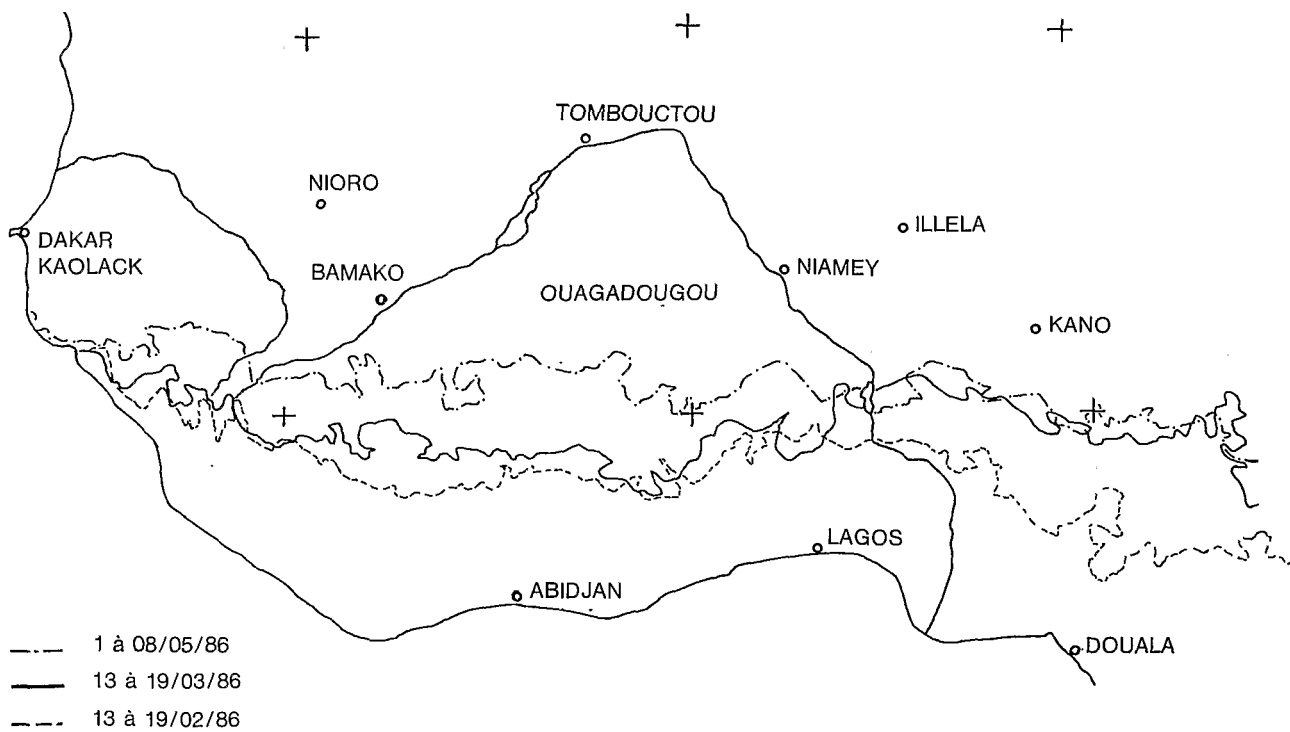 TOMBOUCTOU
NIORO
ILLELA
DAKAR
KAOLACK
BAMAKO
NIAMEY
OUAGADOUGOU
KANO
LAGOS
ABIDJAN
DOUALA
1 à 08/05/86
13 à 19/03/86
13 à 19/02/86